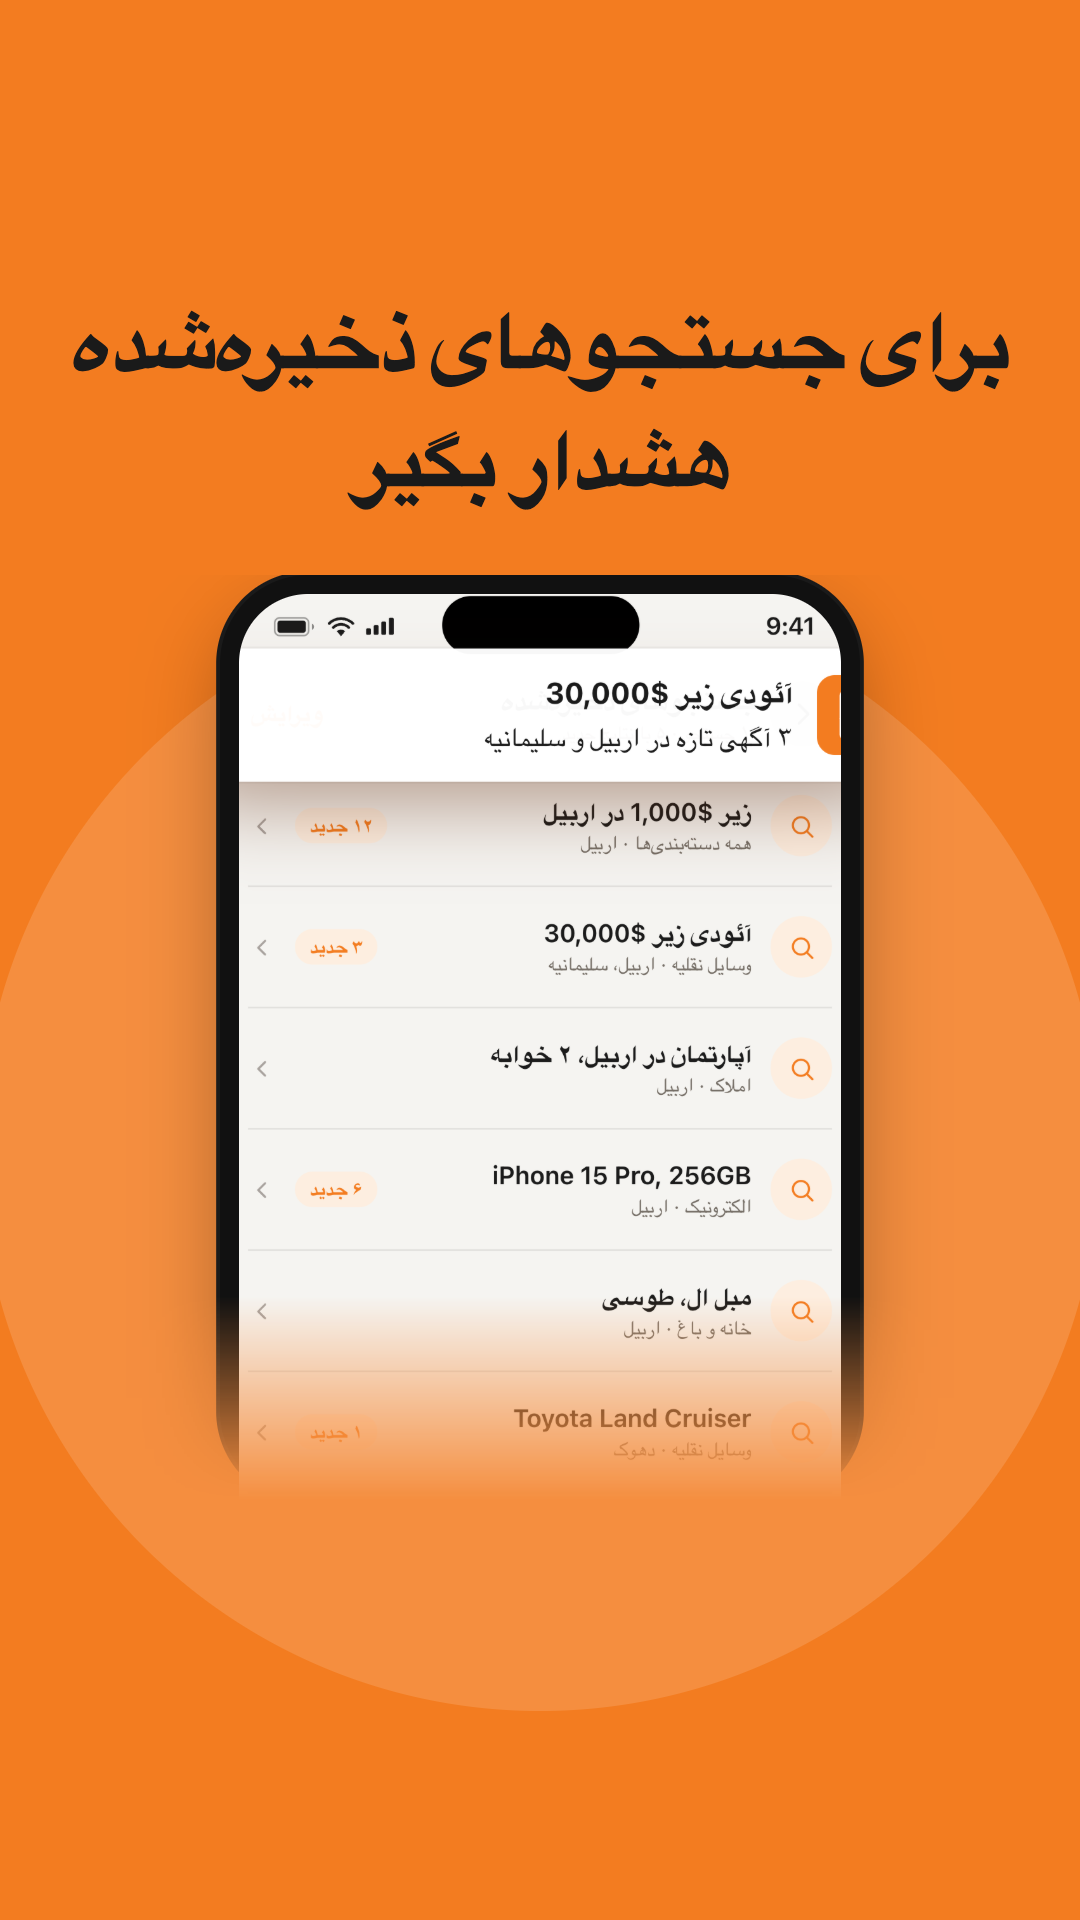 برای جستجوهای ذخیره‌شده
هشدار بگیر
9:41
آئودی زیر $30,000
۳ آگهی تازه در اربیل و سلیمانیه
ویرایش
زیر $1,000 در اربیل
همه دسته‌بندی‌ها · اربیل
۱۲ جدید
آئودی زیر $30,000
وسایل نقلیه · اربیل، سلیمانیه
۳ جدید
آپارتمان در اربیل، ۲ خوابه
املاک · اربیل
iPhone 15 Pro, 256GB
الکترونیک · اربیل
۶ جدید
مبل ال، طوسی
خانه و باغ · اربیل
Toyota Land Cruiser
وسایل نقلیه · دهوک
۱ جدید